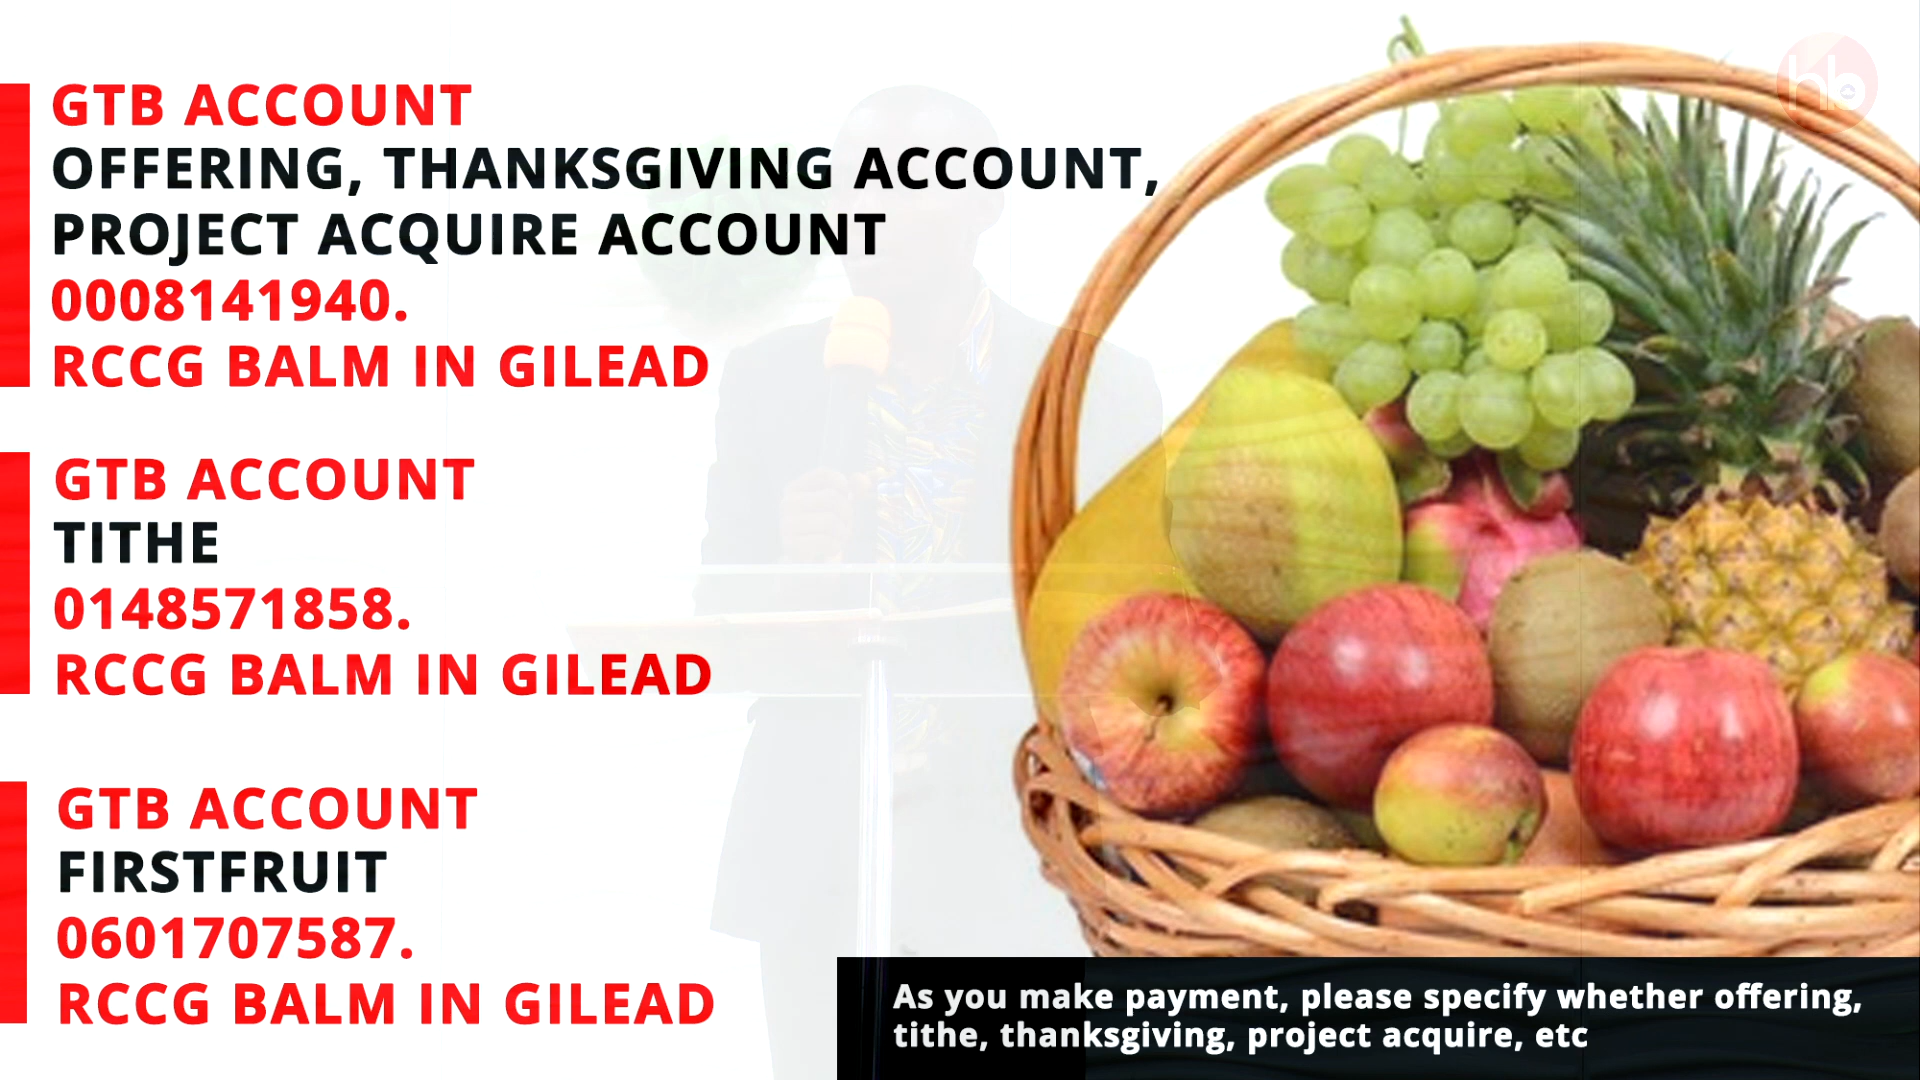 GTB ACCOUNT
OFFERING, THANKSGIVING ACCOUNT,
PROJECT ACQUIRE ACCOUNT
0008141940.
RCCG BALM IN GILEAD
GTB ACCOUNT
TITHE
0148571858.
RCCG BALM IN GILEAD
GTB ACCOUNT
FIRSTFRUIT
0601707587.
RCCG BALM IN GILEAD
hb
As you make payment, please specify whether offering,
tithe, thanksgiving, project acquire, etc